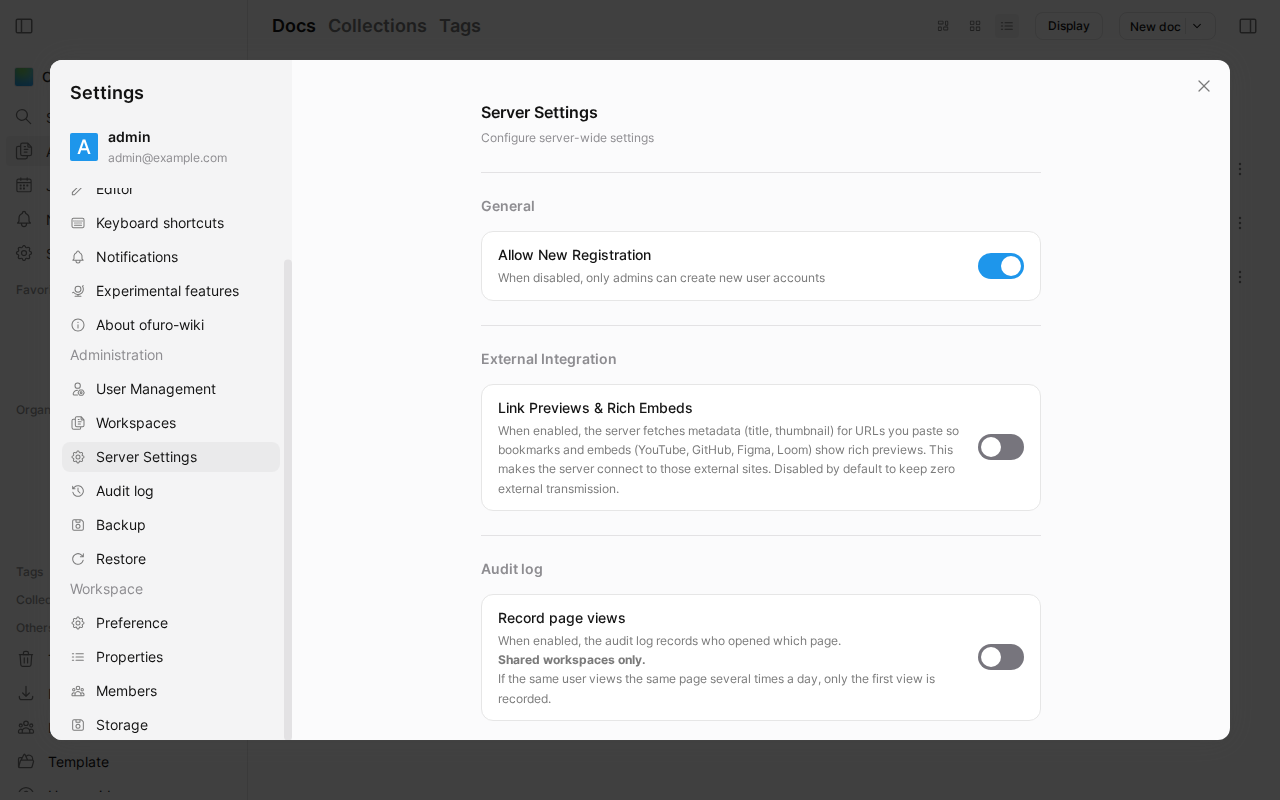 Docs Collections Tags
Display
New doc
Settings
A
admin
admin@example.com
Editor
Keyboard shortcuts
Notifications
Experimental features
About ofuro-wiki
Administration
User Management
Workspaces
Server Settings
Audit log
Backup
Restore
Workspace
Preference
Properties
Members
Storage
Server Settings
Configure server-wide settings
General
Allow New Registration
When disabled, only admins can create new user accounts
External Integration
Link Previews & Rich Embeds
When enabled, the server fetches metadata (title, thumbnail) for URLs you paste so
bookmarks and embeds (YouTube, GitHub, Figma, Loom) show rich previews. This
makes the server connect to those external sites. Disabled by default to keep zero
external transmission.
Audit log
Record page views
When enabled, the audit log records who opened which page.
Shared workspaces only.
If the same user views the same page several times a day, only the first view is
recorded.
Tags
Template